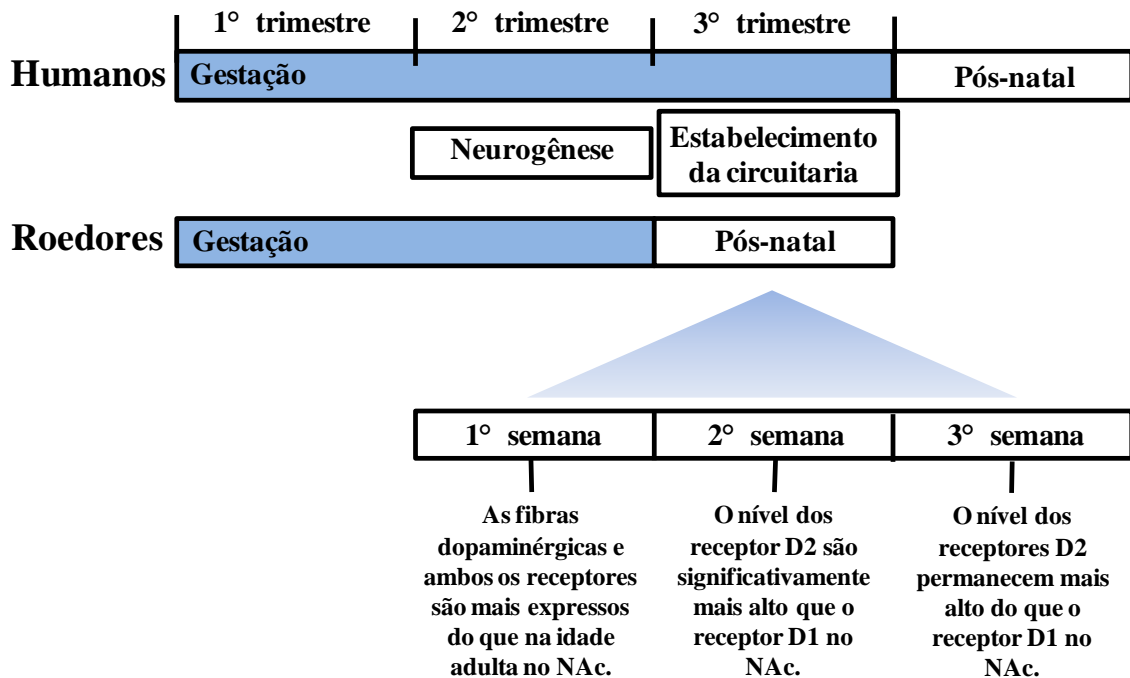 1° trimestre 2° trimestre 3° trimestre
Humanos Gestação Pós-natal
Neurogênese
Estabelecimento
da circuitaria
Roedores Gestação Pós-natal
1° semana 2° semana 3° semana
As fibras
dopaminérgicas e
ambos os receptores
são mais expressos
do que na idade
adulta no NAc.
O nível dos
receptor D2 são
significativamente
mais alto que o
receptor D1 no
NAc.
O nível dos
receptores D2
permanecem mais
alto do que o
receptor D1 no
NAc.